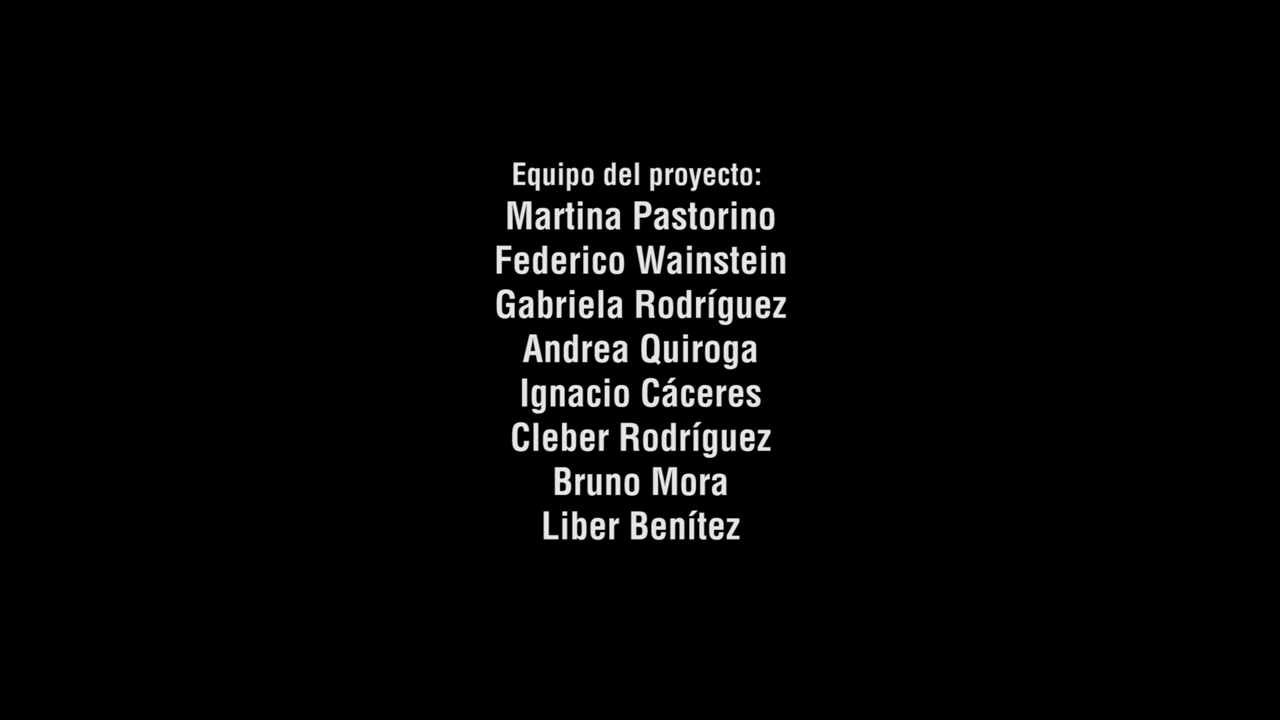 Equipo del proyecto:
Martina Pastorino
Federico Wainstein
Gabriela Rodríguez
Andrea Quiroga
Ignacio Cáceres
Cleber Rodríguez
Bruno Mora
Liber Benítez